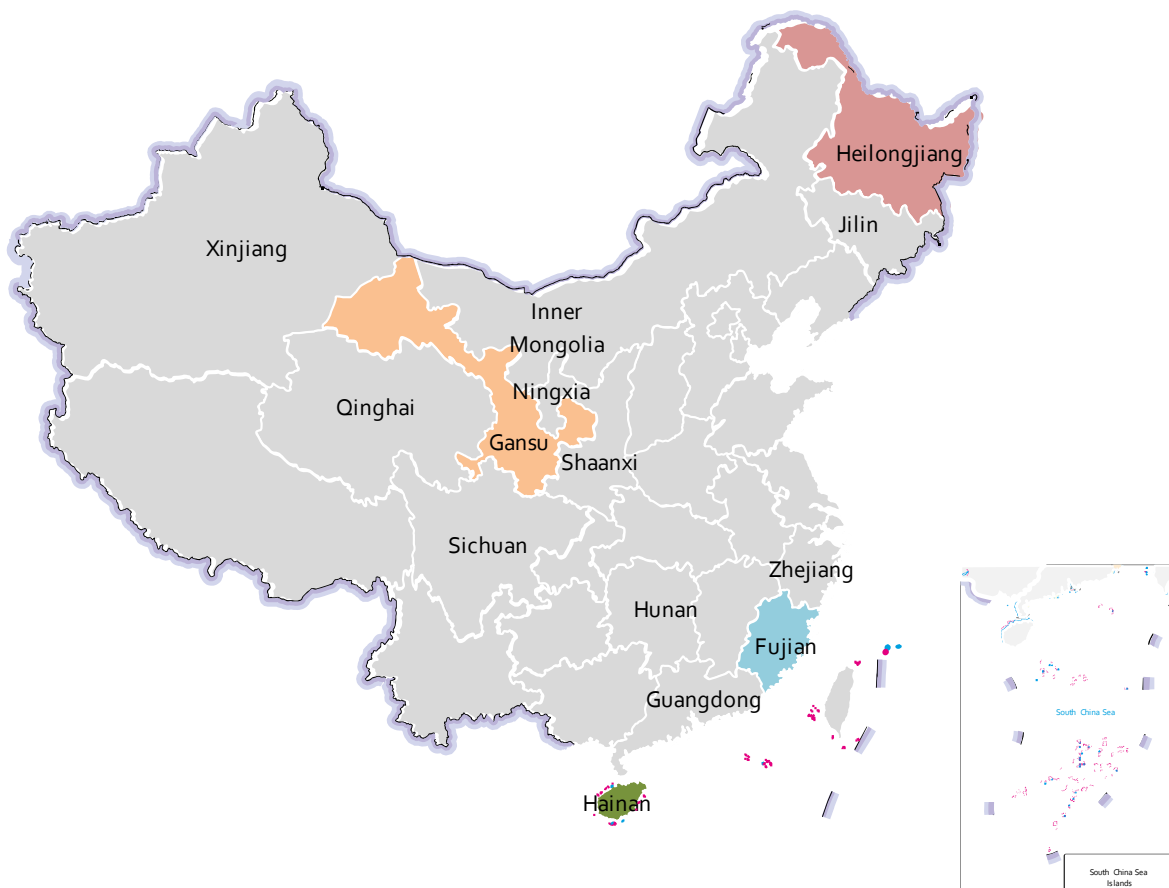 Heilongjiang
Jilin
Xinjiang
Inner
Mongolia
Ningxia
Qinghai
Gansu
Shaanxi
Sichuan
Zhejiang
Hunan
Fujian
Guangdong
Hainan
South China Sea
South China Sea
Islands